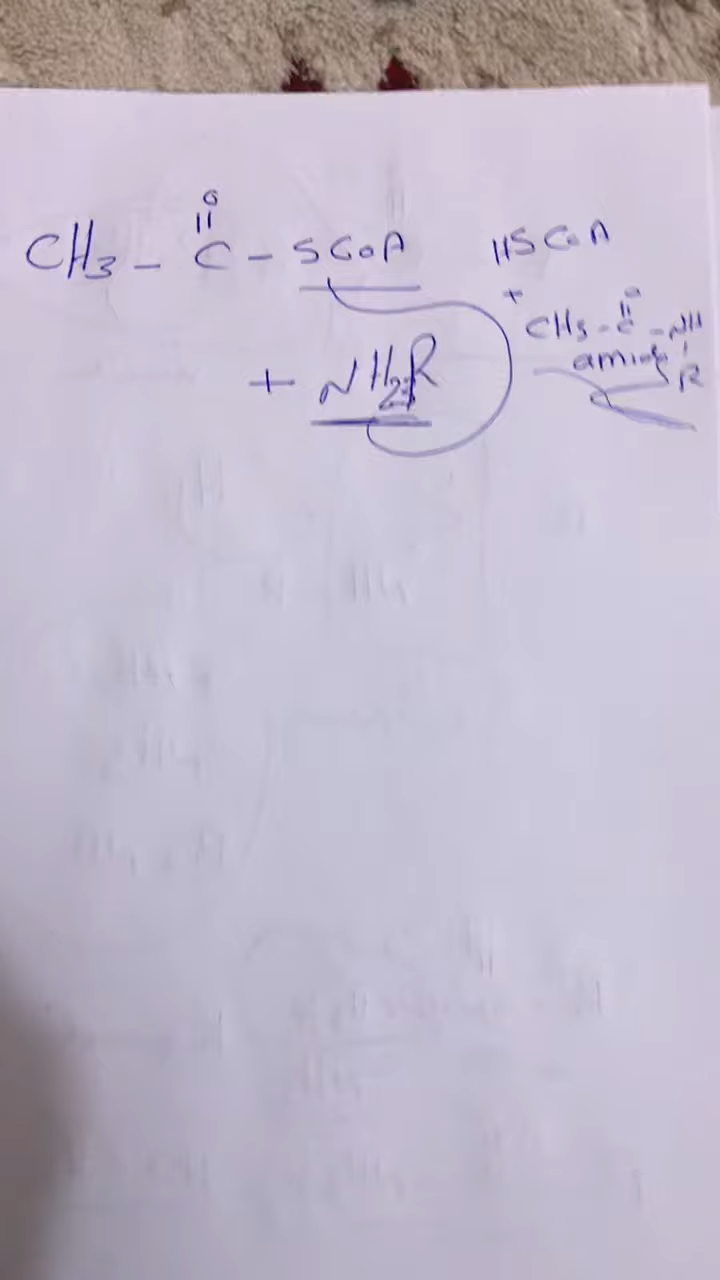 O
||
CH3 - C - SCoA HSCoA
+ O
||
CH3 - C - NH
+ NH2R amide R